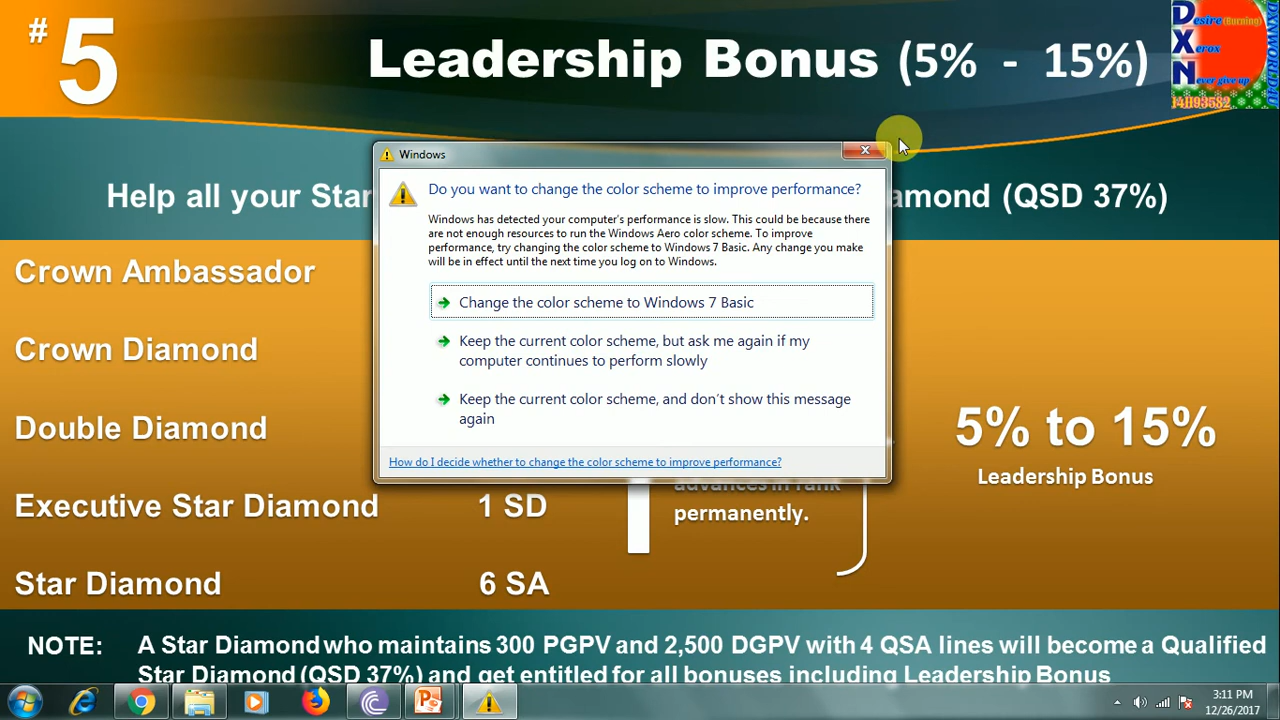 # 5
Leadership Bonus (5% - 15%)
Desire (Burning)
Xerox
Never give up
14H93582
DXNWORLD4U
Windows
Help all your Star
amond (QSD 37%)
Do you want to change the color scheme to improve performance?
Windows has detected your computer's performance is slow. This could be because there
are not enough resources to run the Windows Aero color scheme. To improve
performance, try changing the color scheme to Windows 7 Basic. Any change you make
will be in effect until the next time you log on to Windows.
Change the color scheme to Windows 7 Basic
Keep the current color scheme, but ask me again if my
computer continues to perform slowly
Keep the current color scheme, and don't show this message
again
How do I decide whether to change the color scheme to improve performance?
Crown Ambassador
Crown Diamond
Double Diamond
Executive Star Diamond 1 SD
Star Diamond 6 SA
advances in rank
permanently.
5% to 15%
Leadership Bonus
NOTE: A Star Diamond who maintains 300 PGPV and 2,500 DGPV with 4 QSA lines will become a Qualified
Star Diamond (QSD 37%) and get entitled for all bonuses including Leadership Bonus
3:11 PM
12/26/2017